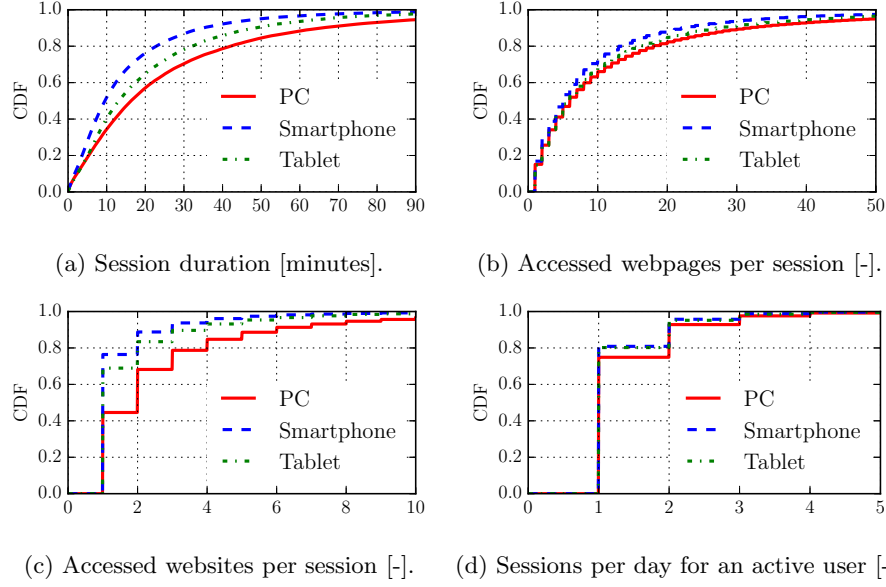 1.0
0.8
0.6
0.4
0.2
0.0
CDF
PC
Smartphone
Tablet
0 10 20 30 40 50 60 70 80 90
(a) Session duration [minutes].
1.0
0.8
0.6
0.4
0.2
0.0
CDF
PC
Smartphone
Tablet
0 10 20 30 40 50
(b) Accessed webpages per session [-].
1.0
0.8
0.6
0.4
0.2
0.0
CDF
PC
Smartphone
Tablet
0 2 4 6 8 10
(c) Accessed websites per session [-].
1.0
0.8
0.6
0.4
0.2
0.0
CDF
PC
Smartphone
Tablet
0 1 2 3 4 5
(d) Sessions per day for an active user [-